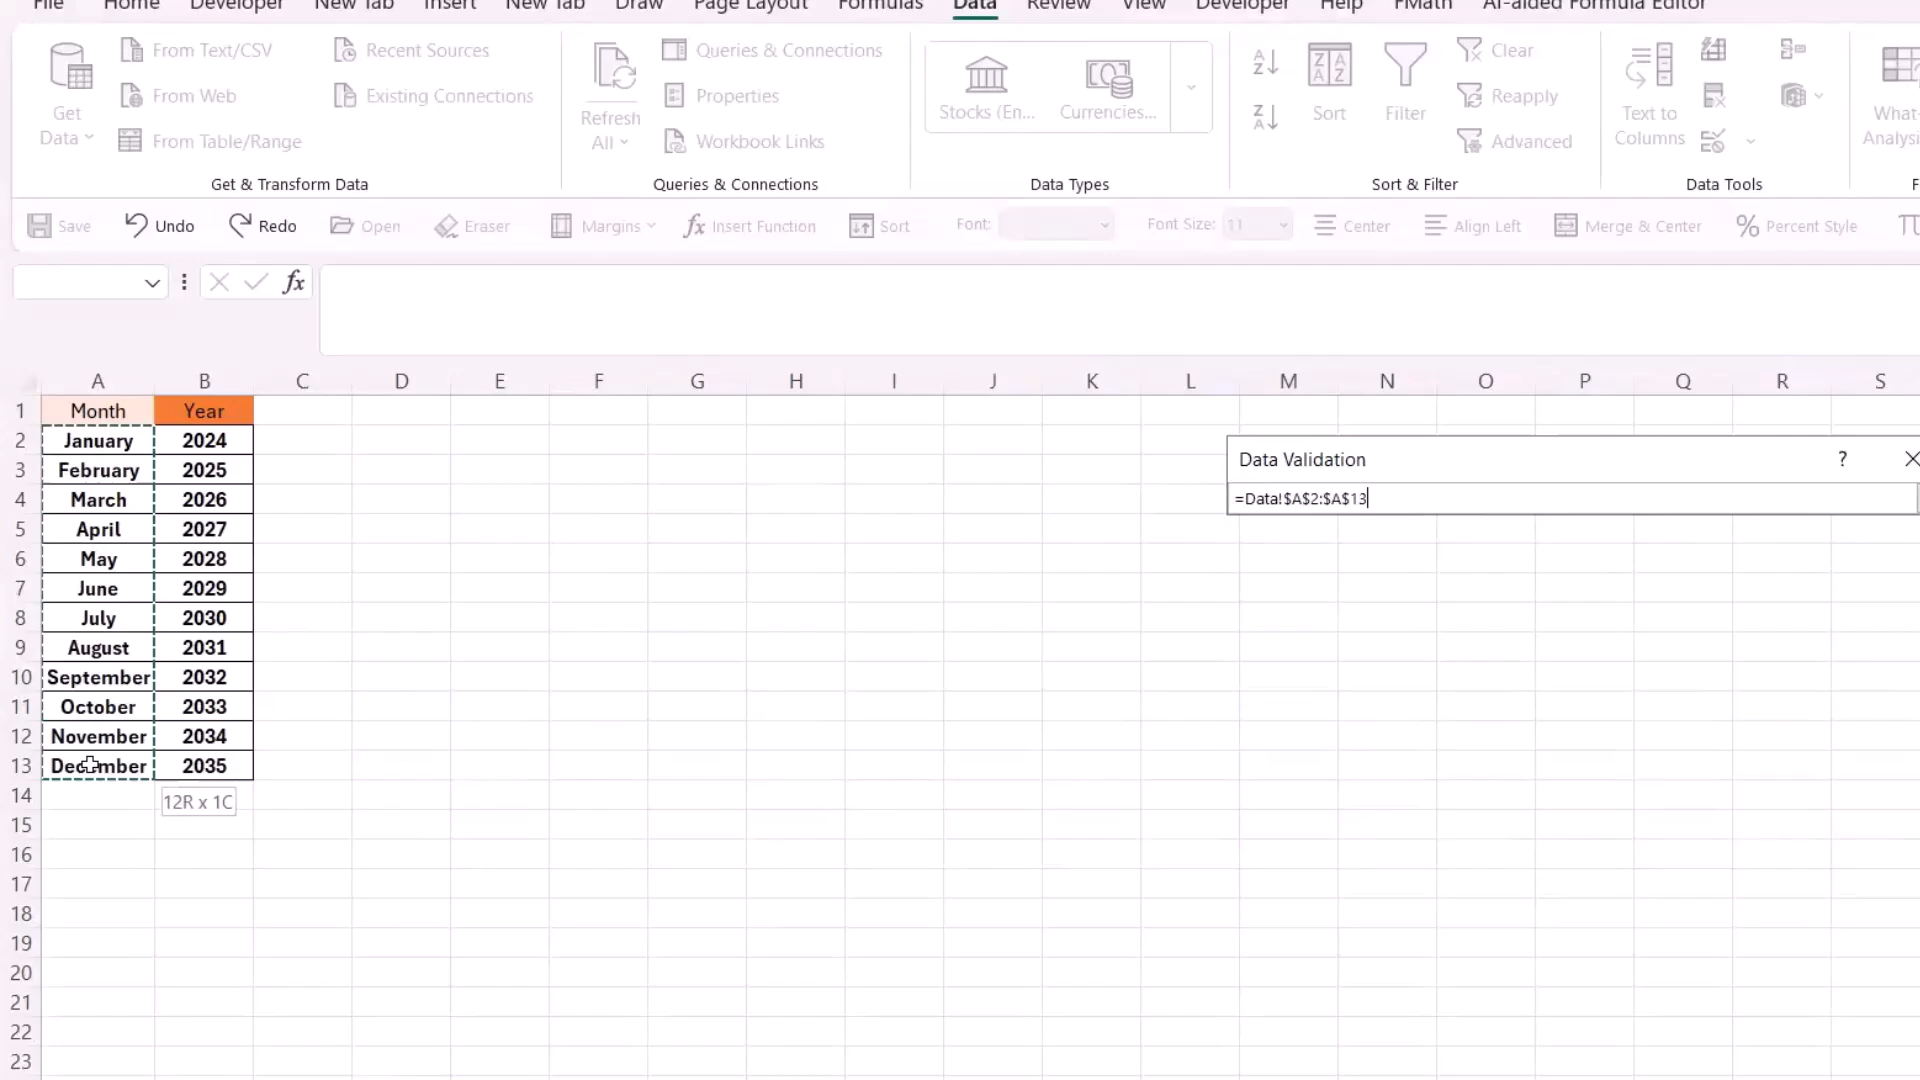 File Home Developer New Tab Insert New Tab Draw Page Layout Formulas Data Review View Developer Help FMath AI-aided Formula Editor
From Text/CSV Recent Sources Queries & Connections Clear
Get Data From Web Existing Connections Refresh All Properties Stocks (En... Currencies... Sort Filter Reapply Text to Columns
From Table/Range Workbook Links Advanced
Get & Transform Data Queries & Connections Data Types Sort & Filter Data Tools
Save Undo Redo Open Eraser Margins fx Insert Function Sort Font: Font Size: 11 Center Align Left Merge & Center % Percent Style
fx
A B C D E F G H I J K L M N O P Q R S
1 Month Year
2 January 2024
3 February 2025
4 March 2026
5 April 2027
6 May 2028
7 June 2029
8 July 2030
9 August 2031
10 September 2032
11 October 2033
12 November 2034
13 December 2035
14 12R x 1C
15
16
17
18
19
20
21
22
23
Data Validation ?
=Data!$A$2:$A$13